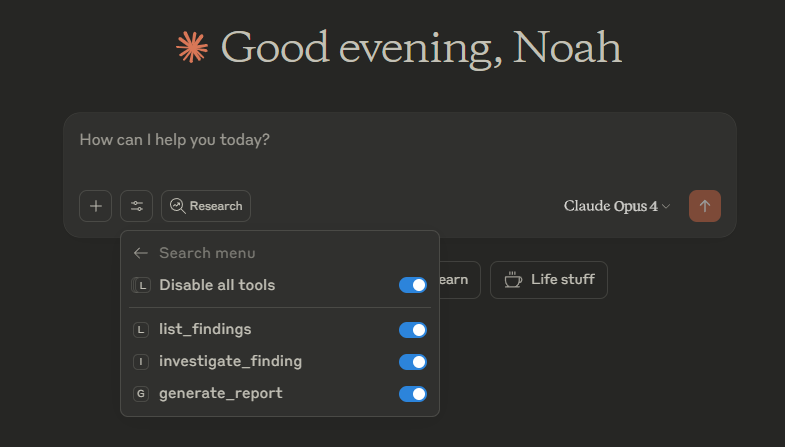 Good evening, Noah
How can I help you today?
Research
Claude Opus 4
Search menu
L Disable all tools
L list_findings
I investigate_finding
G generate_report
earn
Life stuff